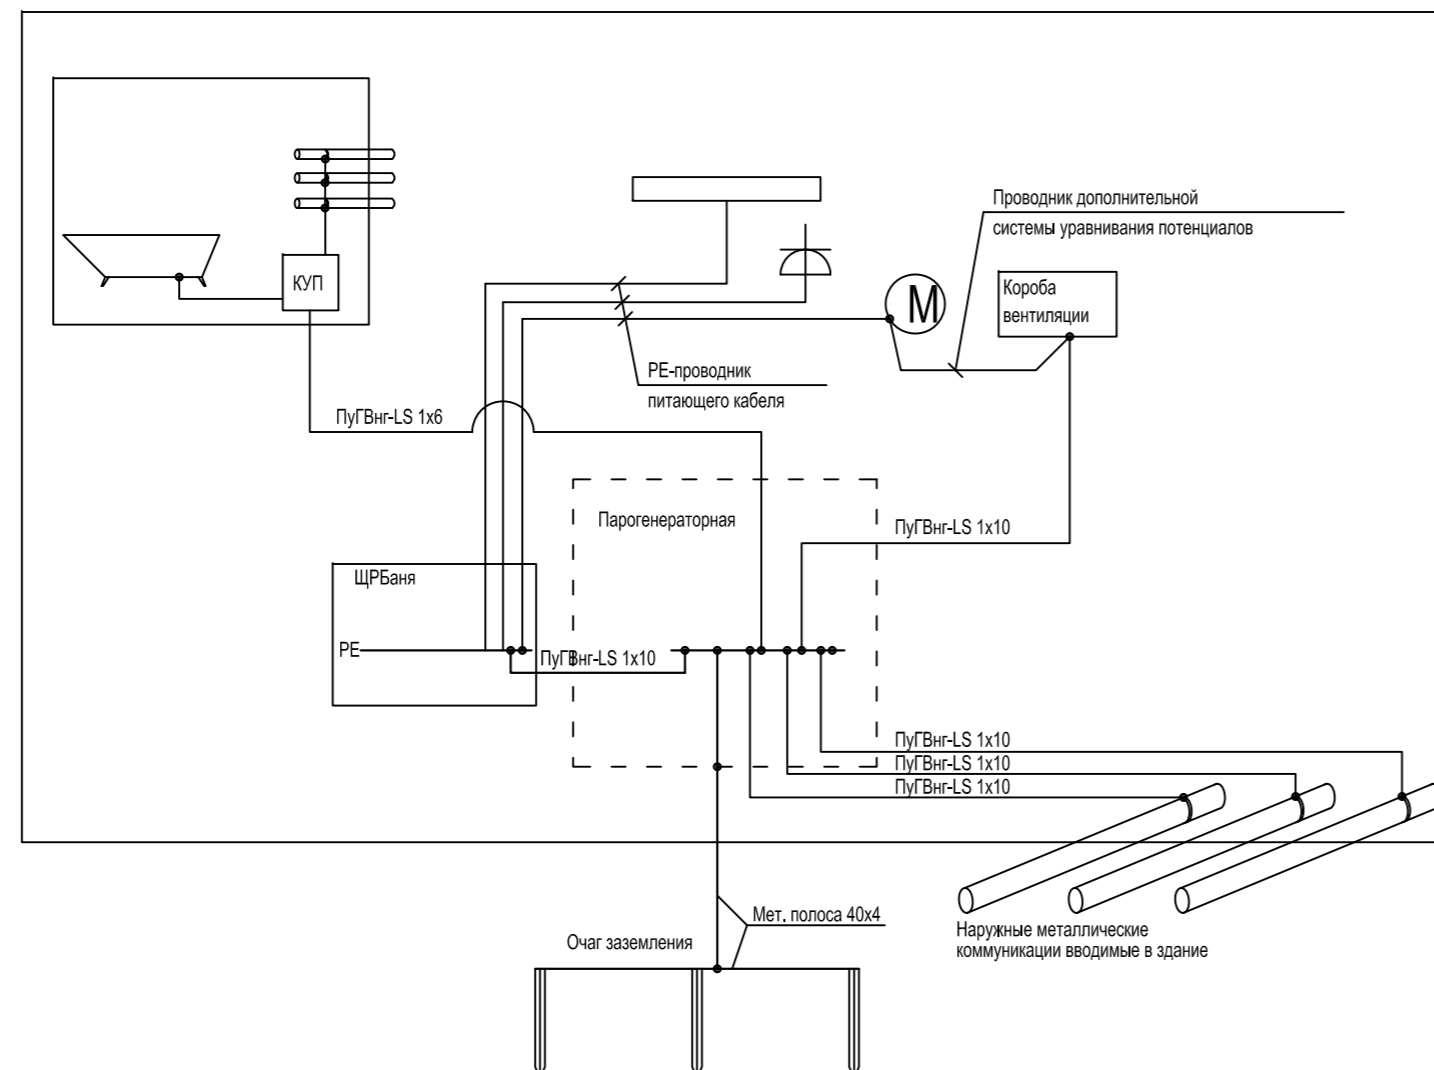 Проводник дополнительной
системы уравнивания потенциалов
КУП
М
Короба
вентиляции
РЕ-проводник
питающего кабеля
ПуГВнг-LS 1х6
Парогенераторная
ПуГВнг-LS 1х10
ЩРБаня
РЕ
ПуГВнг-LS 1х10
ПуГВнг-LS 1х10
ПуГВнг-LS 1х10
ПуГВнг-LS 1х10
Мет. полоса 40х4
Очаг заземления
Наружные металлические
коммуникации вводимые в здание